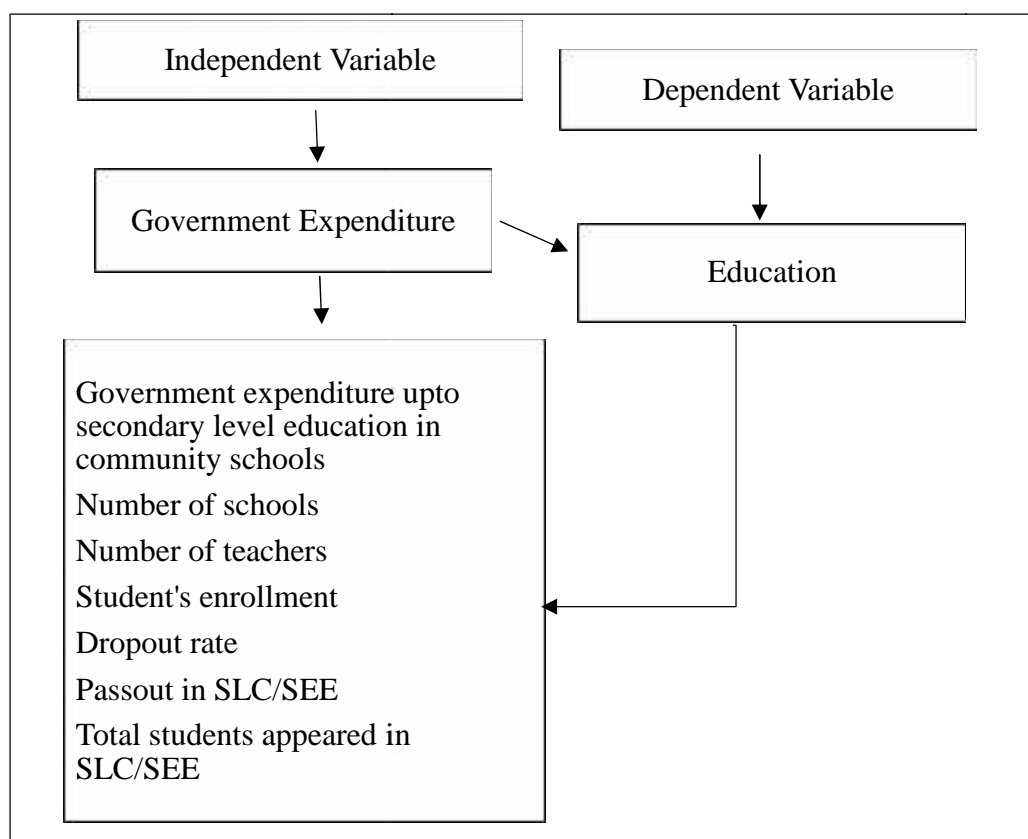 Independent Variable
Dependent Variable
Government Expenditure
Education
Government expenditure upto
secondary level education in
community schools
Number of schools
Number of teachers
Student's enrollment
Dropout rate
Passout in SLC/SEE
Total students appeared in
SLC/SEE